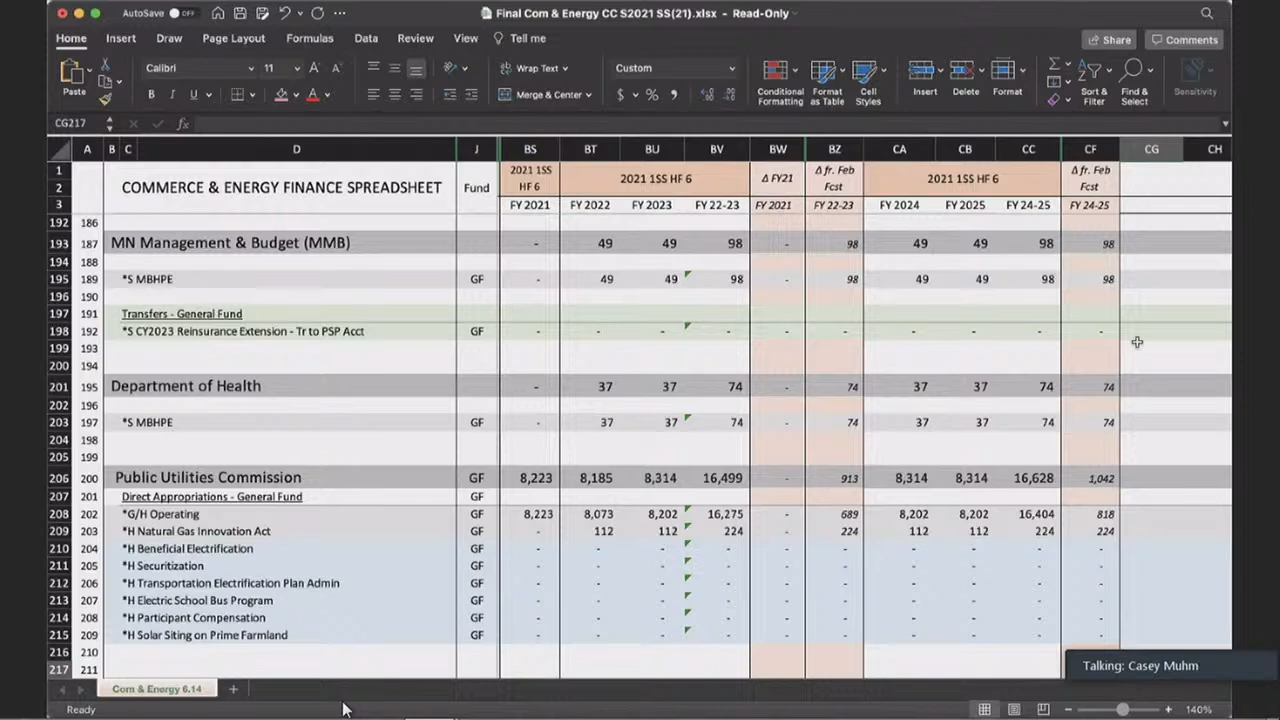 AutoSave OFF ... Final Com & Energy CC S2021 SS(21).xlsx - Read-Only
Home Insert Draw Page Layout Formulas Data Review View Tell me Share Comments
Paste Calibri 11 Wrap Text Custom Conditional Formatting Format as Table Cell Styles Insert Delete Format Sort & Filter Find & Select Sensitivity
B I U Merge & Center $ %
CG217 fx
A B C D J BS BT BU BV BW BZ CA CB CC CF CG CH
1 2021 1SS Δ fr. Feb Δ fr. Feb
2 COMMERCE & ENERGY FINANCE SPREADSHEET Fund HF 6 2021 1SS HF 6 Δ FY21 Fcst 2021 1SS HF 6 Fcst
3 FY 2021 FY 2022 FY 2023 FY 22-23 FY 2021 FY 22-23 FY 2024 FY 2025 FY 24-25 FY 24-25
192 186
193 187 MN Management & Budget (MMB) - 49 49 98 - 98 49 49 98 98
194 188
195 189 *S MBHPE GF - 49 49 98 - 98 49 49 98 98
196 190
197 191 Transfers - General Fund
198 192 *S CY2023 Reinsurance Extension - Tr to PSP Acct GF - - - - - - - - - -
199 193
200 194
201 195 Department of Health - 37 37 74 - 74 37 37 74 74
202 196
203 197 *S MBHPE GF - 37 37 74 - 74 37 37 74 74
204 198
205 199
206 200 Public Utilities Commission GF 8,223 8,185 8,314 16,499 - 913 8,314 8,314 16,628 1,042
207 201 Direct Appropriations - General Fund GF
208 202 *G/H Operating GF 8,223 8,073 8,202 16,275 - 689 8,202 8,202 16,404 818
209 203 *H Natural Gas Innovation Act GF - 112 112 224 - 224 112 112 224 224
210 204 *H Beneficial Electrification GF - - - - - - - - - -
211 205 *H Securitization GF - - - - - - - - - -
212 206 *H Transportation Electrification Plan Admin GF - - - - - - - - - -
213 207 *H Electric School Bus Program GF - - - - - - - - - -
214 208 *H Participant Compensation GF - - - - - - - - - -
215 209 *H Solar Siting on Prime Farmland GF - - - - - - - - - -
216 210
217 211
Talking: Casey Muhm
Com & Energy 6.14 +
Ready - + 140%